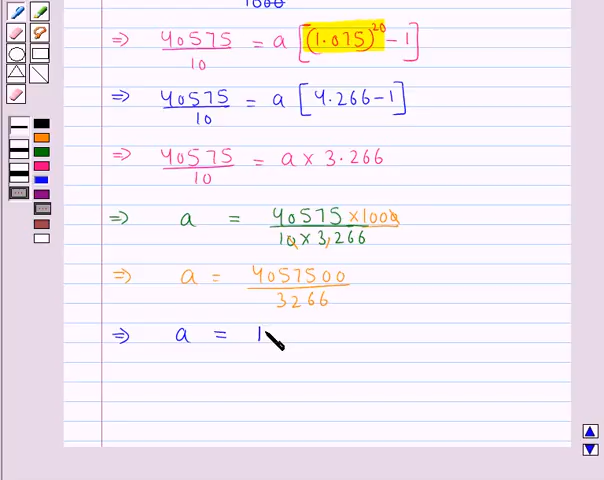 1000
⇒ 40575/10 = a [(1.075)^20 - 1]
⇒ 40575/10 = a [4.266-1]
⇒ 40575/10 = a × 3.266
⇒ a = 40575 ×1000/10 × 3.266
⇒ a = 4057500/3266
⇒ a = 1